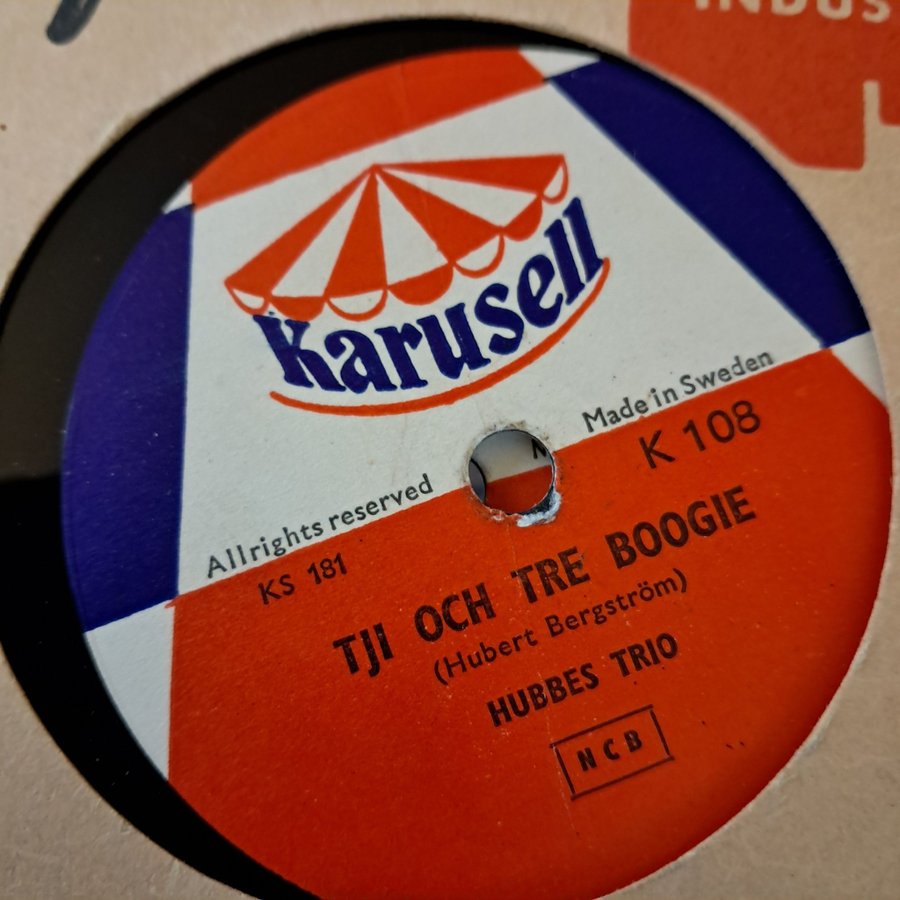 INDUS
Karusell
Made in Sweden
K 108
All rights reserved
KS 181
TJI OCH TRE BOOGIE
(Hubert Bergström)
HUBBES TRIO
NCB